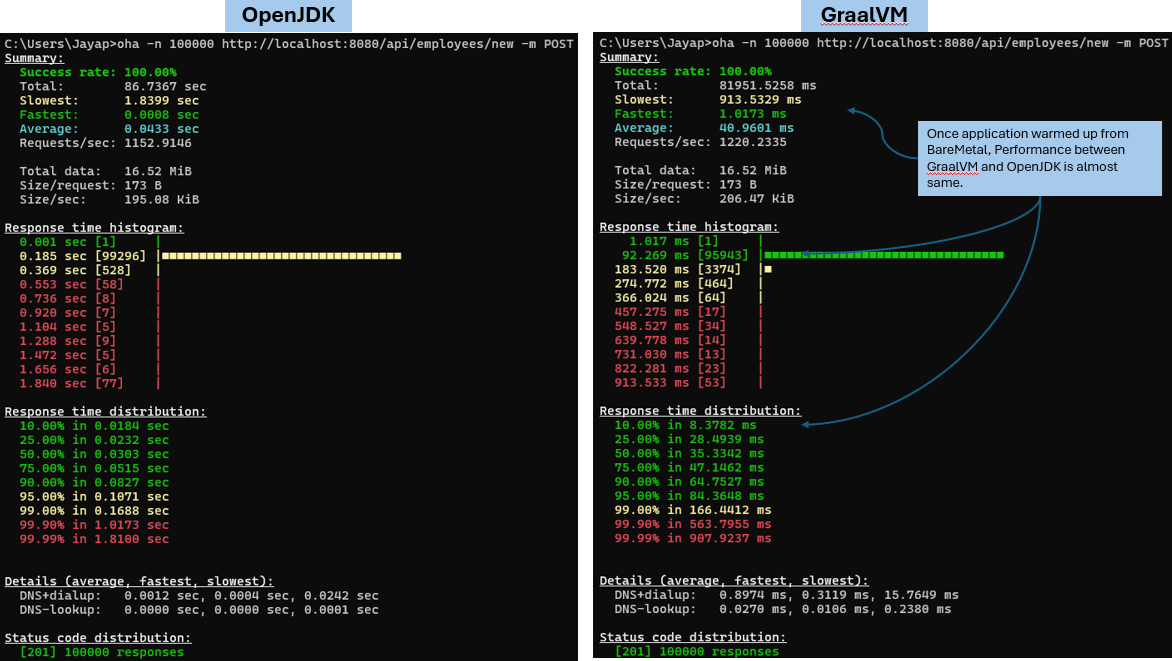 OpenJDK
C:\Users\Jayap>oha -n 100000 http://localhost:8080/api/employees/new -m POST
Summary:
Success rate: 100.00%
Total: 86.7367 sec
Slowest: 1.8399 sec
Fastest: 0.0008 sec
Average: 0.0433 sec
Requests/sec: 1152.9146
Total data: 16.52 MiB
Size/request: 173 B
Size/sec: 195.08 KiB
Response time histogram:
0.001 sec [1] |
0.185 sec [99296] |■■■■■■■■■■■■■■■■■■■■■■■■■■■■■■■■
0.369 sec [528] |
0.553 sec [58] |
0.736 sec [8] |
0.920 sec [7] |
1.104 sec [5] |
1.288 sec [9] |
1.472 sec [5] |
1.656 sec [6] |
1.840 sec [77] |
Response time distribution:
10.00% in 0.0184 sec
25.00% in 0.0232 sec
50.00% in 0.0303 sec
75.00% in 0.0515 sec
90.00% in 0.0827 sec
95.00% in 0.1071 sec
99.00% in 0.1688 sec
99.90% in 1.0173 sec
99.99% in 1.8100 sec
Details (average, fastest, slowest):
DNS+dialup: 0.0012 sec, 0.0004 sec, 0.0242 sec
DNS-lookup: 0.0000 sec, 0.0000 sec, 0.0001 sec
Status code distribution:
[201] 100000 responses
GraalVM
C:\Users\Jayap>oha -n 100000 http://localhost:8080/api/employees/new -m POST
Summary:
Success rate: 100.00%
Total: 81951.5258 ms
Slowest: 913.5329 ms
Fastest: 1.0173 ms
Average: 40.9601 ms
Requests/sec: 1220.2335
Total data: 16.52 MiB
Size/request: 173 B
Size/sec: 206.47 KiB
Response time histogram:
1.017 ms [1] |
92.269 ms [95943] |■■■■■■■■■■■■■■■■■■■■■■■■■■■■■■■■
183.520 ms [3374] |■
274.772 ms [464] |
366.024 ms [64] |
457.275 ms [17] |
548.527 ms [34] |
639.778 ms [14] |
731.030 ms [13] |
822.281 ms [23] |
913.533 ms [53] |
Response time distribution:
10.00% in 8.3782 ms
25.00% in 28.4939 ms
50.00% in 35.3342 ms
75.00% in 47.1462 ms
90.00% in 64.7527 ms
95.00% in 84.3648 ms
99.00% in 166.4412 ms
99.90% in 563.7955 ms
99.99% in 907.9237 ms
Details (average, fastest, slowest):
DNS+dialup: 0.8974 ms, 0.3119 ms, 15.7649 ms
DNS-lookup: 0.0270 ms, 0.0106 ms, 0.2380 ms
Status code distribution:
[201] 100000 responses
Once application warmed up from
BareMetal, Performance between
GraalVM and OpenJDK is almost
same.